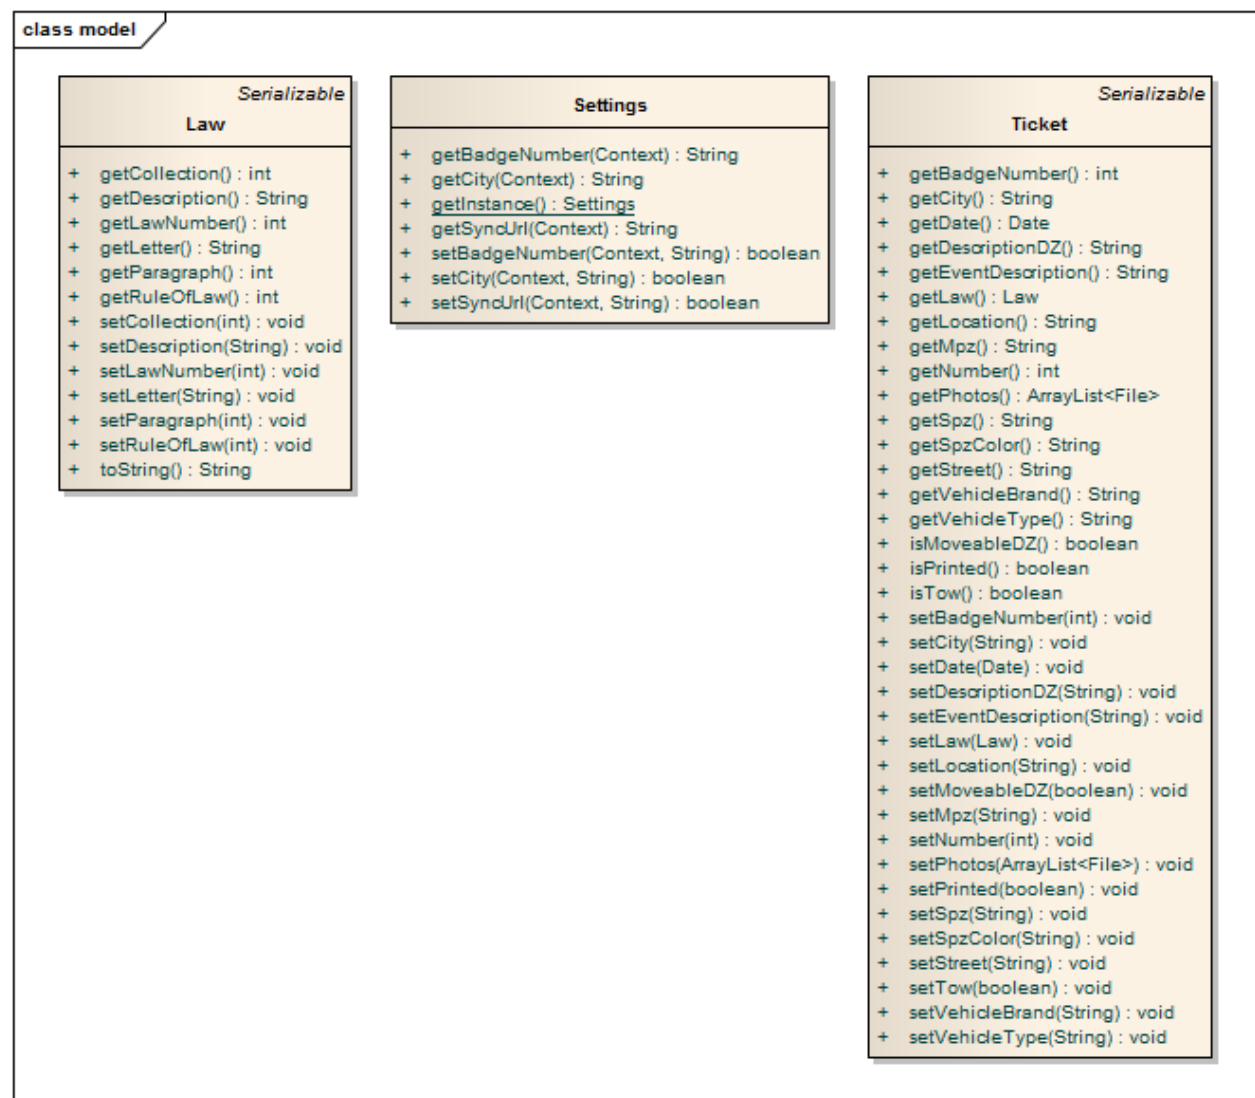 class model
Serializable
Law
+ getCollection() : int
+ getDescription() : String
+ getLawNumber() : int
+ getLetter() : String
+ getParagraph() : int
+ getRuleOfLaw() : int
+ setCollection(int) : void
+ setDescription(String) : void
+ setLawNumber(int) : void
+ setLetter(String) : void
+ setParagraph(int) : void
+ setRuleOfLaw(int) : void
+ toString() : String
Settings
+ getBadgeNumber(Context) : String
+ getCity(Context) : String
+ getInstance() : Settings
+ getSyncUrl(Context) : String
+ setBadgeNumber(Context, String) : boolean
+ setCity(Context, String) : boolean
+ setSyncUrl(Context, String) : boolean
Serializable
Ticket
+ getBadgeNumber() : int
+ getCity() : String
+ getDate() : Date
+ getDescriptionDZ() : String
+ getEventDescription() : String
+ getLaw() : Law
+ getLocation() : String
+ getMpz() : String
+ getNumber() : int
+ getPhotos() : ArrayList<File>
+ getSpz() : String
+ getSpzColor() : String
+ getStreet() : String
+ getVehicleBrand() : String
+ getVehicleType() : String
+ isMoveableDZ() : boolean
+ isPrinted() : boolean
+ isTow() : boolean
+ setBadgeNumber(int) : void
+ setCity(String) : void
+ setDate(Date) : void
+ setDescriptionDZ(String) : void
+ setEventDescription(String) : void
+ setLaw(Law) : void
+ setLocation(String) : void
+ setMoveableDZ(boolean) : void
+ setMpz(String) : void
+ setNumber(int) : void
+ setPhotos(ArrayList<File>) : void
+ setPrinted(boolean) : void
+ setSpz(String) : void
+ setSpzColor(String) : void
+ setStreet(String) : void
+ setTow(boolean) : void
+ setVehicleBrand(String) : void
+ setVehicleType(String) : void